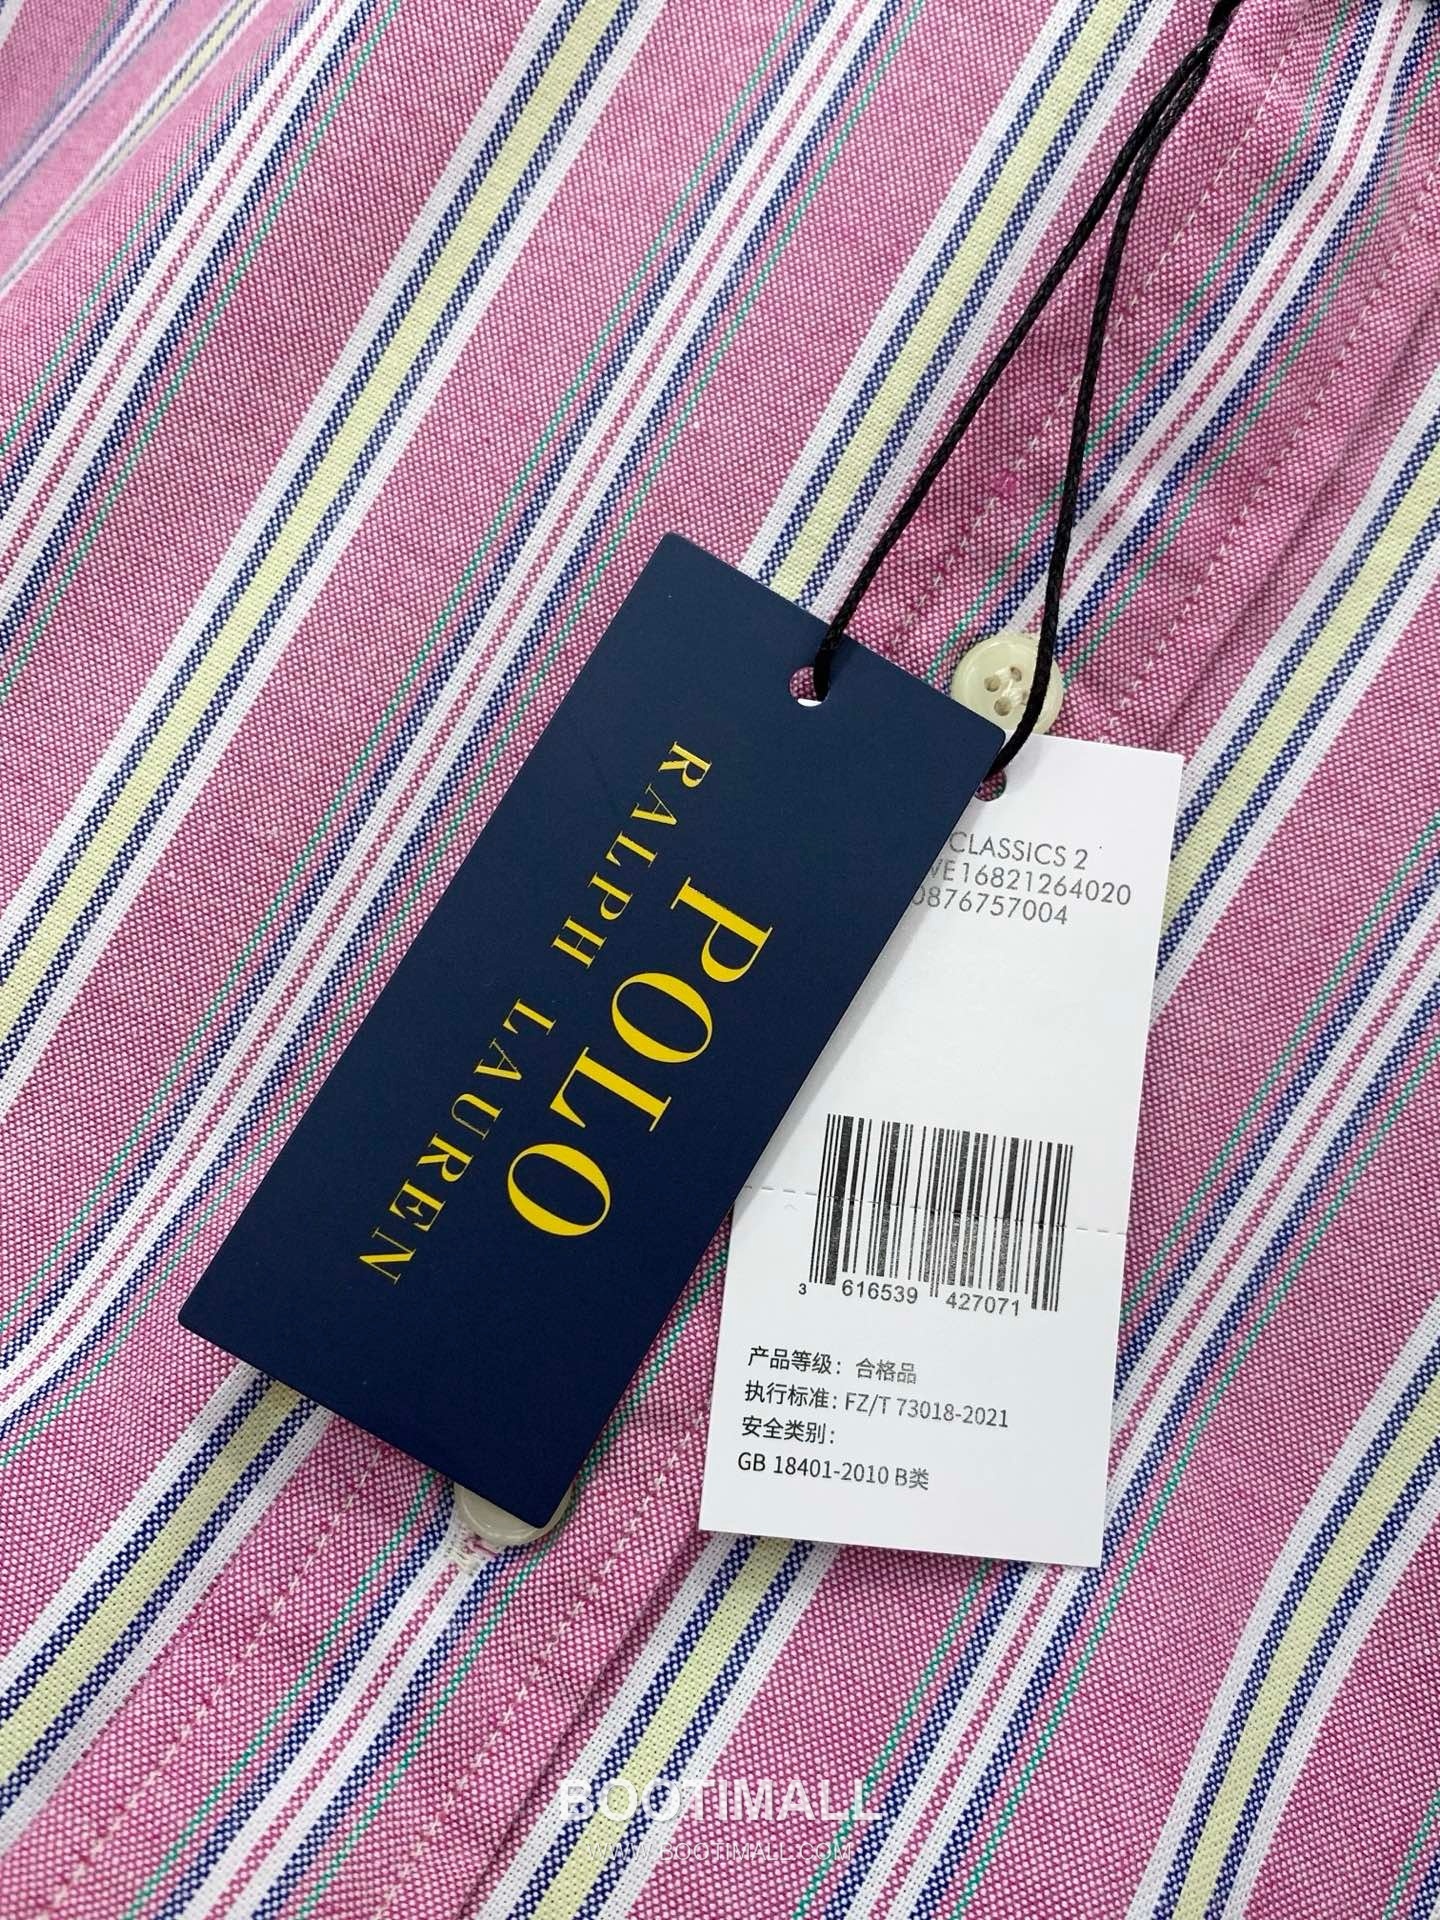 POLO
RALPH LAUREN
CLASSICS 2
16821264020
0876757004
3 616539 427071
产品等级：合格品
执行标准：FZ/T 73018-2021
安全类别：
GB 18401-2010 B类
BOOTIMALL
WWW.BOOTIMALL.COM